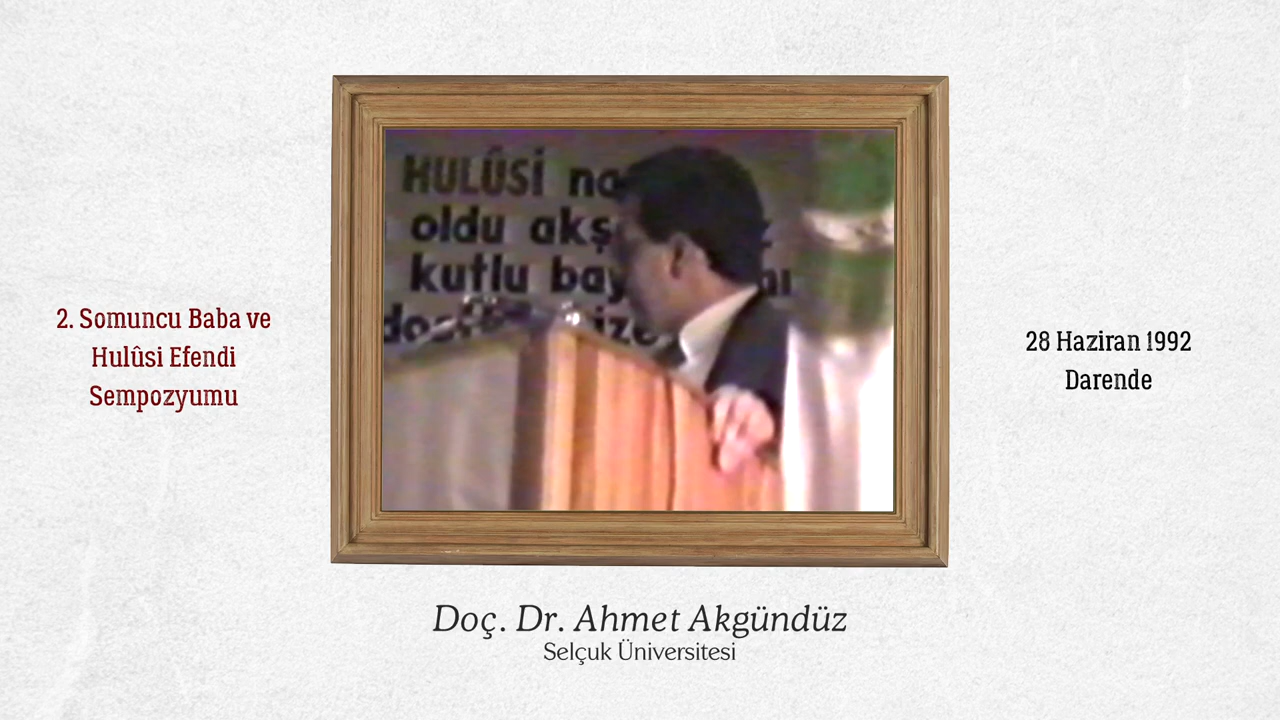 2. Somuncu Baba ve
Hulûsi Efendi
Sempozyumu
HULÛSİ
oldu
kutlu
28 Haziran 1992
Darende
Doç. Dr. Ahmet Akgündüz
Selçuk Üniversitesi